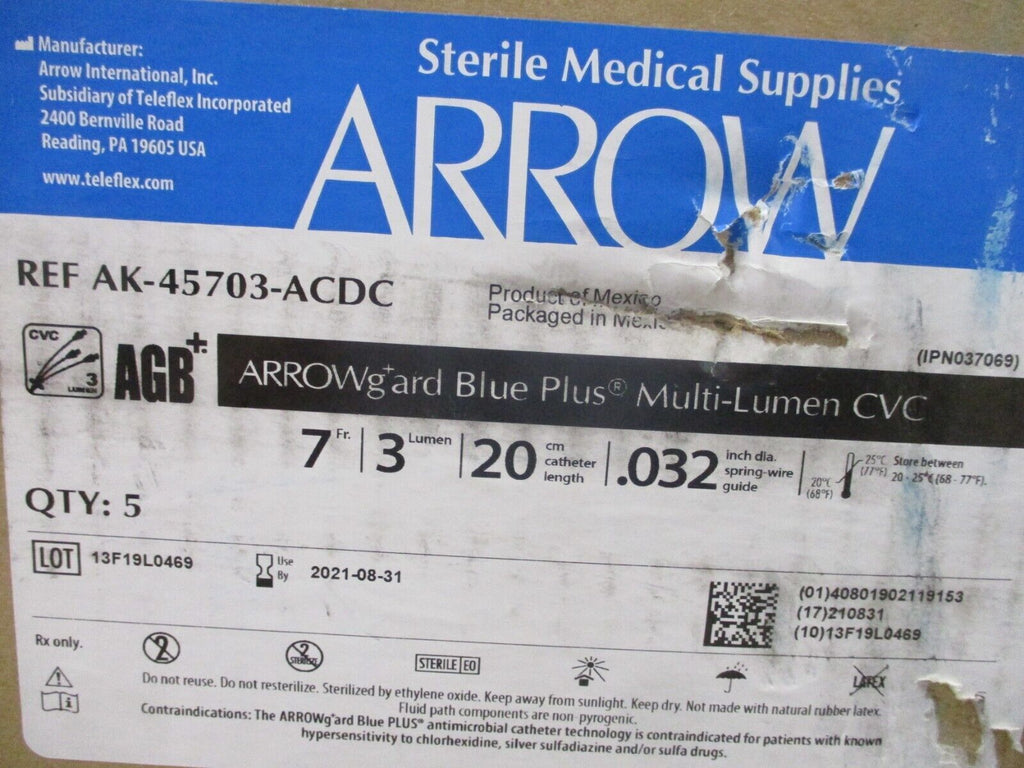 Manufacturer:
Arrow International, Inc.
Subsidiary of Teleflex Incorporated
2400 Bernville Road
Reading, PA 19605 USA
www.teleflex.com
Sterile Medical Supplies
ARROW
REF AK-45703-ACDC
Product of Mexico
Packaged in
(IPN037069)
CVC
3
LUMEN
AGB+:
ARROWg+ard Blue Plus® Multi-Lumen CVC
7 Fr. 3 Lumen 20 cm catheter length .032 inch dia. spring-wire guide
20°C (68°F) 25°C (77°F) Store between 20 - 25°C (68 - 77°F).
QTY: 5
LOT 13F19L0469
Use By 2021-08-31
(01)40801902119153
(17)210831
(10)13F19L0469
Rx only.
2
2 STERILIZE
STERILE EO
LATEX
Do not reuse. Do not resterilize. Sterilized by ethylene oxide. Keep away from sunlight. Keep dry. Not made with natural rubber latex.
Fluid path components are non-pyrogenic.
Contraindications: The ARROWg+ard Blue PLUS® antimicrobial catheter technology is contraindicated for patients with known
hypersensitivity to chlorhexidine, silver sulfadiazine and/or sulfa drugs.